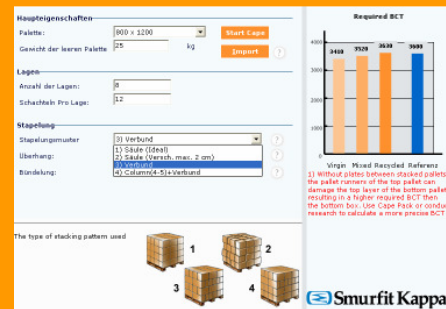 Haupteigenschaften
Palette:
800 x 1200
Start Cape
Gewicht der leeren Palette
25
kg
Import
?
Lagen
Anzahl der Lagen:
8
Schachteln Pro Lage:
12
Stapelung
Stapelungsmuster
3) Verbund
?
1) Säule (Ideal)
2) Säule (Versch. max. 2 cm)
3) Verbund
4) Column(4-5)+Verbund
Überhang:
?
Bündelung:
?
The type of stacking pattern used
1
2
3
4
Required BCT
4000
3000
2000
1000
0
3410
3520
3630
3600
Virgin Mixed Recycled Referenz
1) Without plates between stacked pallets
the pallet runners of the top pallet can
damage the top layer of the bottom pallet
resulting in a higher required BCT then
the bottom box. Use Cape Pack or conduc
research to calculate a more precise BCT
Smurfit Kappa